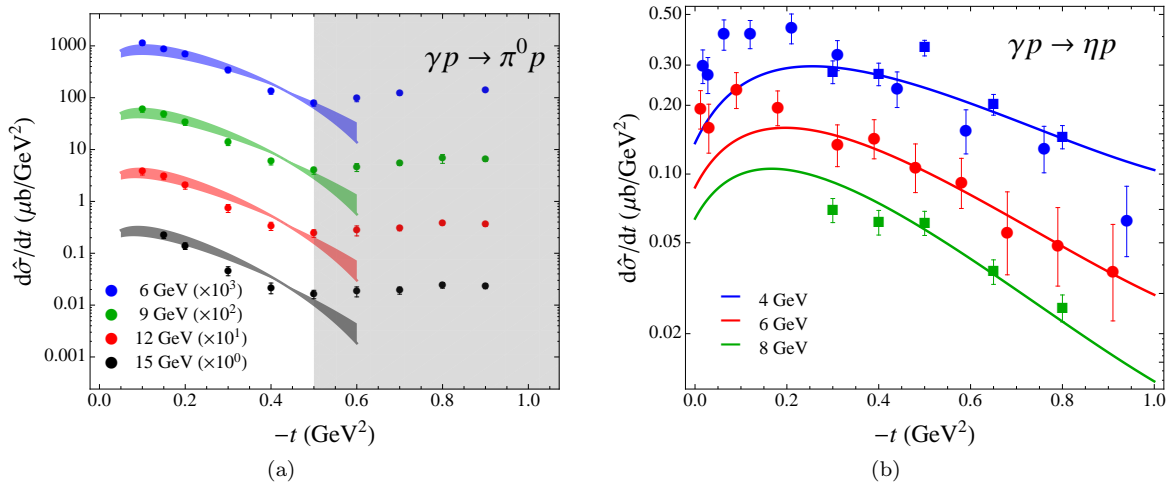 1000
100
10
1
0.1
0.01
0.001
dσ̂/dt (μb/GeV²)
γp → π⁰p
6 GeV (×10³)
9 GeV (×10²)
12 GeV (×10¹)
15 GeV (×10⁰)
0.0 0.2 0.4 0.6 0.8 1.0
−t (GeV²)
(a)
0.50
0.30
0.20
0.10
0.05
0.02
dσ̂/dt (μb/GeV²)
γp → ηp
4 GeV
6 GeV
8 GeV
0.0 0.2 0.4 0.6 0.8 1.0
−t (GeV²)
(b)